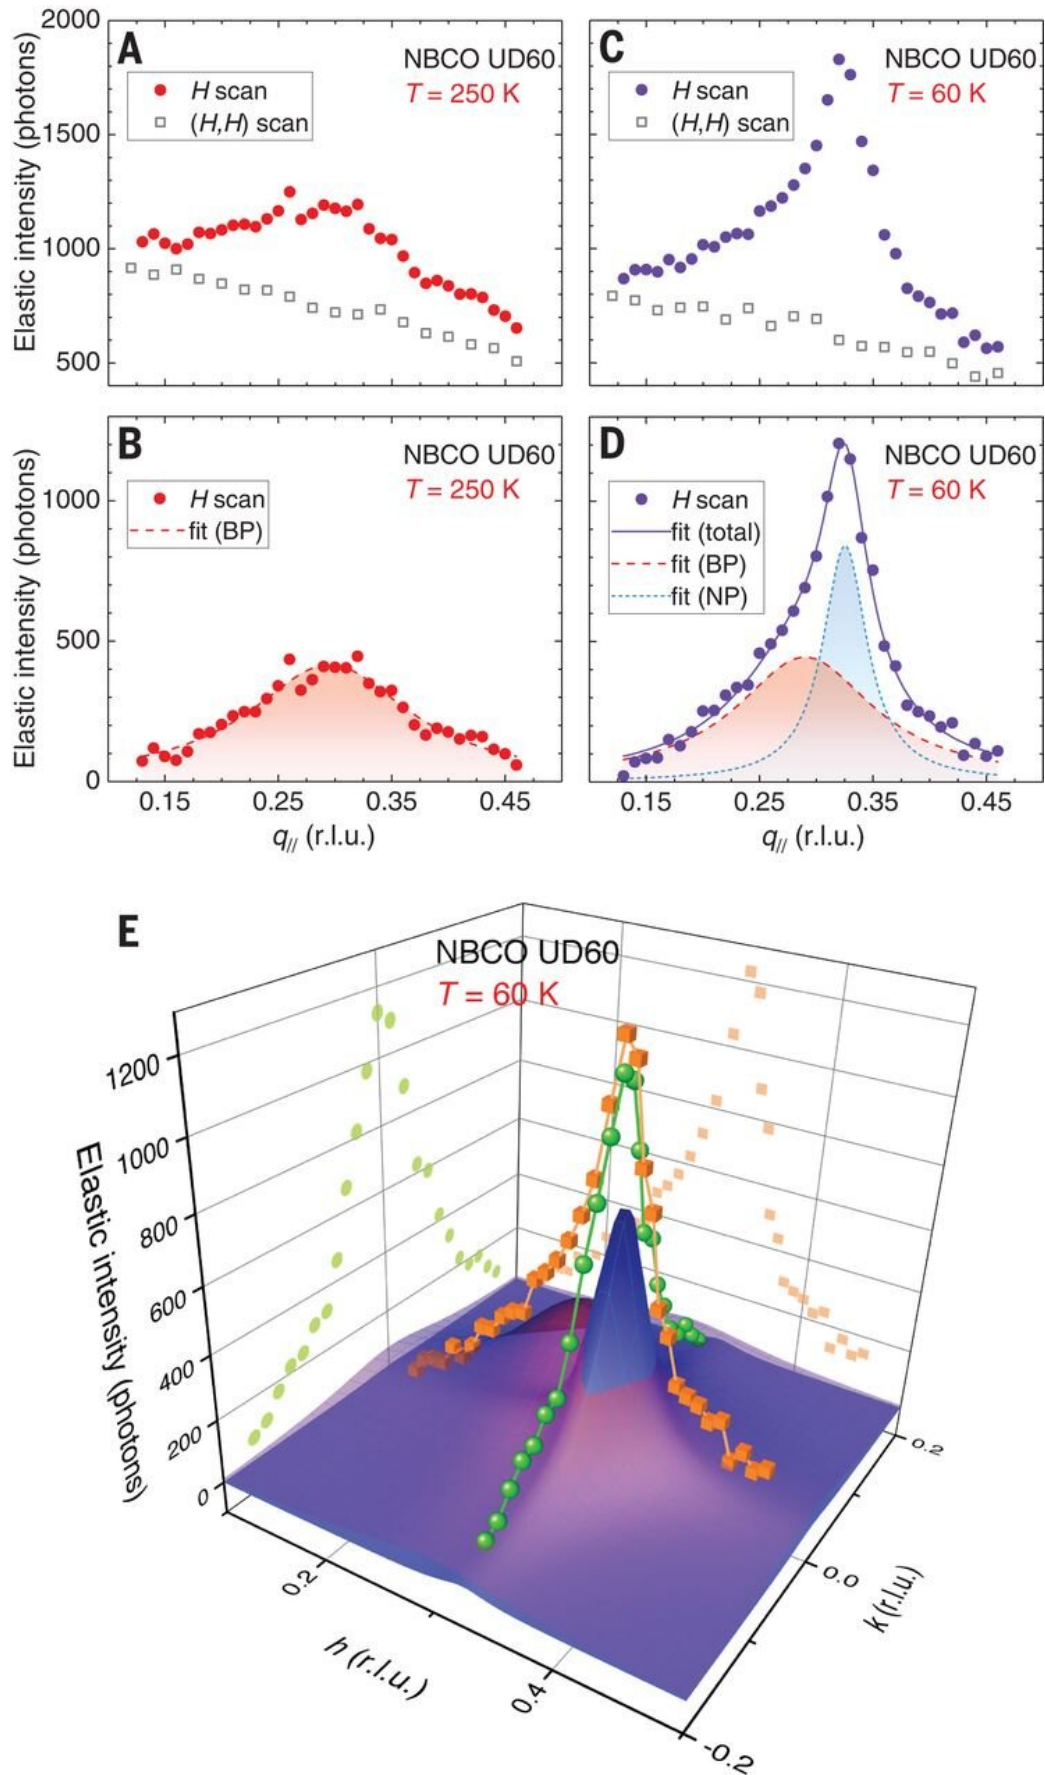 A
NBCO UD60
T = 250 K
H scan
(H,H) scan
2000
1500
1000
500
Elastic intensity (photons)
C
NBCO UD60
T = 60 K
H scan
(H,H) scan
B
NBCO UD60
T = 250 K
H scan
fit (BP)
1000
500
0
Elastic intensity (photons)
0.15 0.25 0.35 0.45
q// (r.l.u.)
D
NBCO UD60
T = 60 K
H scan
fit (total)
fit (BP)
fit (NP)
0.15 0.25 0.35 0.45
q// (r.l.u.)
E
NBCO UD60
T = 60 K
1200
1000
800
600
400
200
0
Elastic intensity (photons)
0.2
0.4
h (r.l.u.)
0.2
0.0
-0.2
k (r.l.u.)